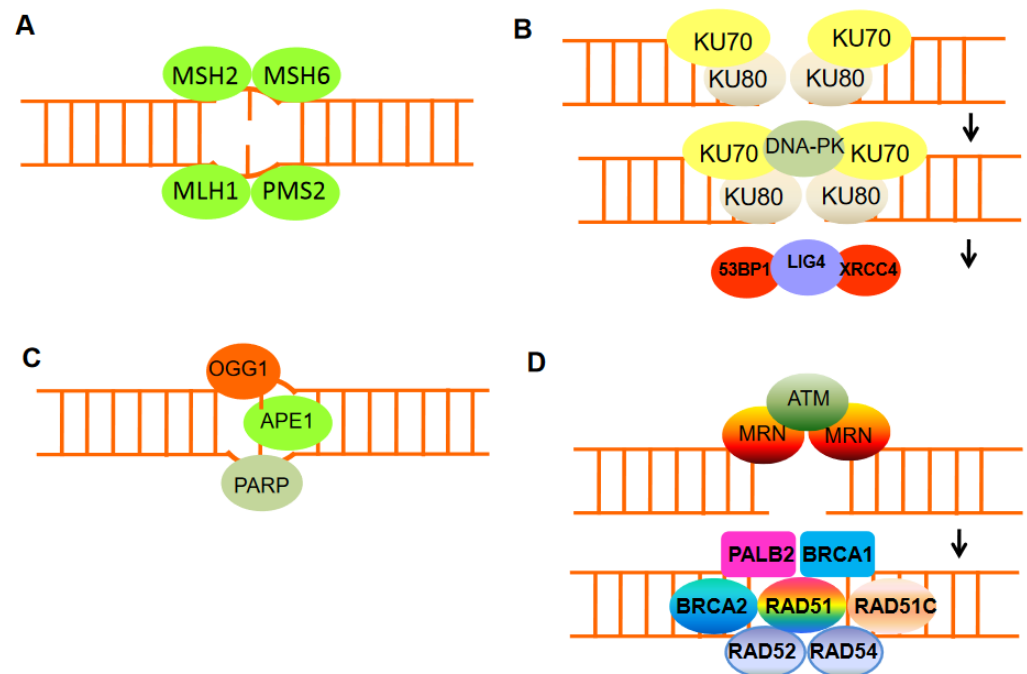 A
MSH2 MSH6
MLH1 PMS2
B
KU70 KU70
KU80 KU80
KU70 DNA-PK KU70
KU80 KU80
53BP1 LIG4 XRCC4
C
OGG1
APE1
PARP
D
ATM
MRN MRN
PALB2 BRCA1
BRCA2 RAD51 RAD51C
RAD52 RAD54